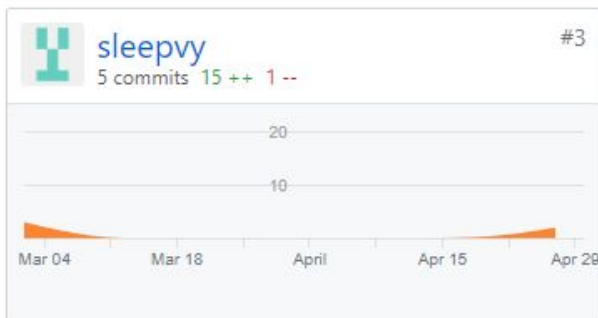 sleepvy #3
5 commits 15 ++ 1 --
20
10
Mar 04 Mar 18 April Apr 15 Apr 29